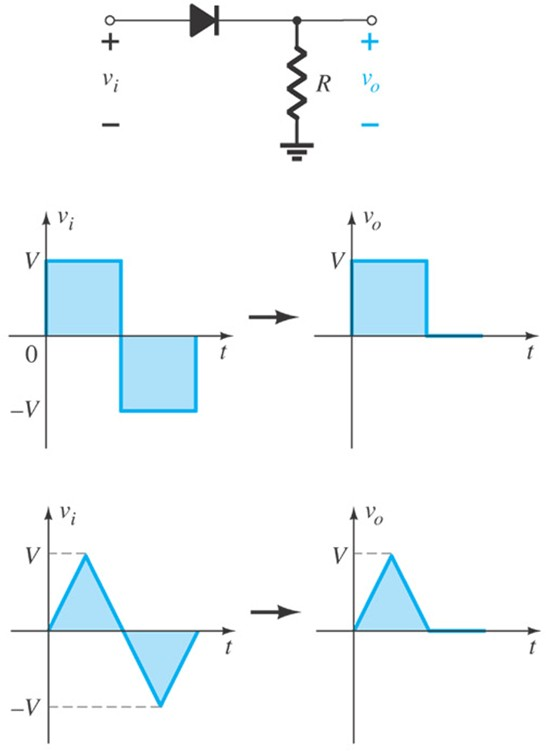 + +
vi R vo
− −
vi vo
V V
0 t t
−V
vi vo
V V
t t
−V